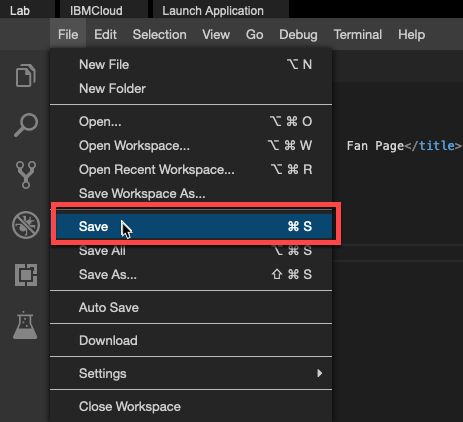 Lab IBMCloud Launch Application
File Edit Selection View Go Debug Terminal Help
New File ⌥ N
New Folder
Open... ⌥ ⌘ O
Open Workspace... ⌥ ⌘ W
Fan Page</title>
Open Recent Workspace... ⌥ ⌘ R
Save Workspace As...
Save ⌘ S
Save All ⌥ ⌘ S
Save As... ⇧ ⌘ S
Auto Save
Download
Settings
Close Workspace